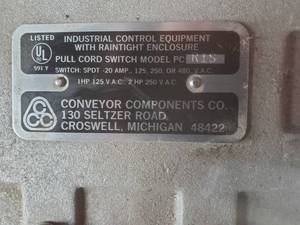 LISTED
UL
991Y
INDUSTRIAL CONTROL EQUIPMENT
WITH RAINTIGHT ENCLOSURE
PULL CORD SWITCH MODEL PC
SWITCH: SPDT -20 AMP., 125, 250, OR 480, V.A.C.
1HP 125 V.A.C. 2 HP 250 V.A.C.
CONVEYOR COMPONENTS CO.
130 SELTZER ROAD
CROSWELL, MICHIGAN 48422